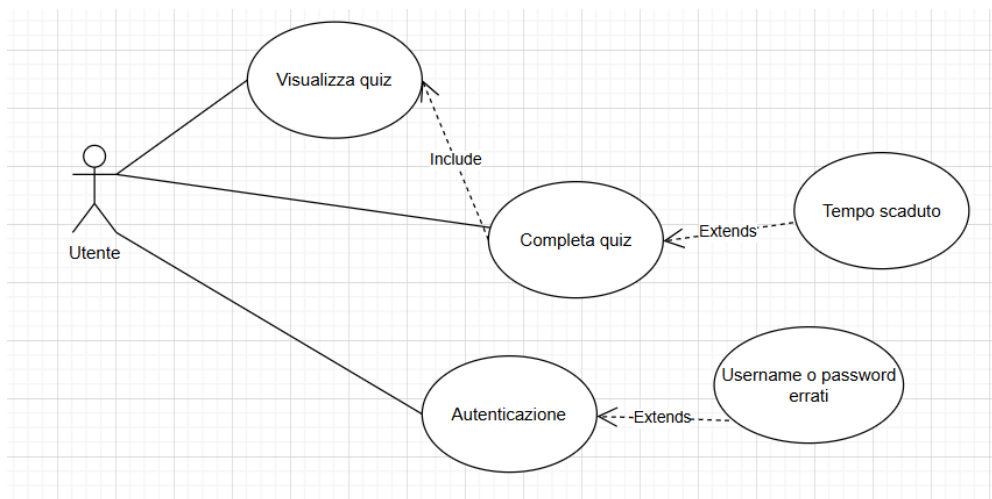 Visualizza quiz
Include
Utente
Completa quiz
Extends
Tempo scaduto
Autenticazione
Extends
Username o password
errati